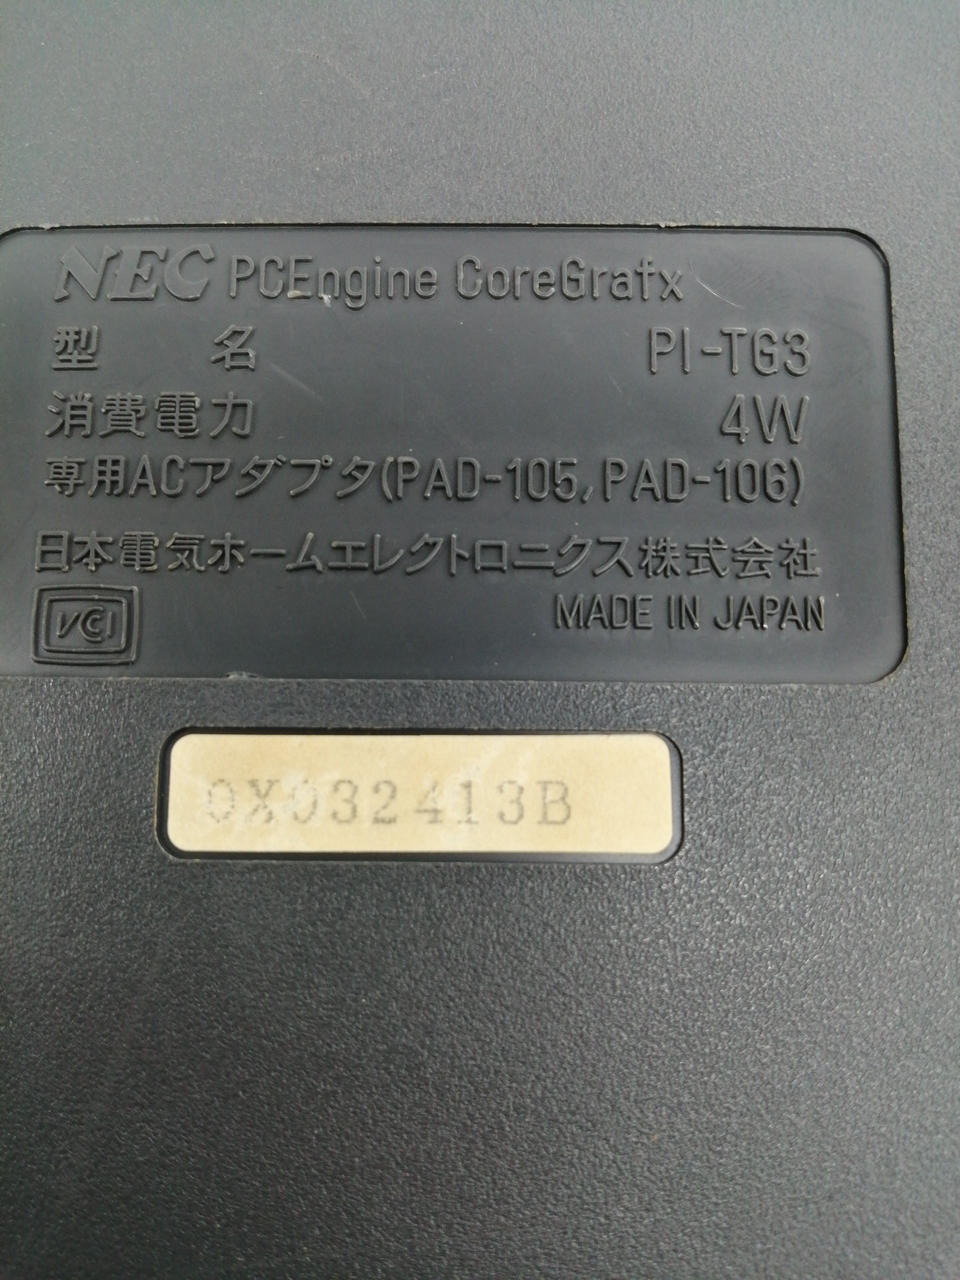 NEC PCEngine CoreGrafx
型 名 PI-TG3
消費電力 4W
専用ACアダプタ(PAD-105, PAD-106)
日本電気ホームエレクトロニクス株式会社
VCI MADE IN JAPAN
0X032413B